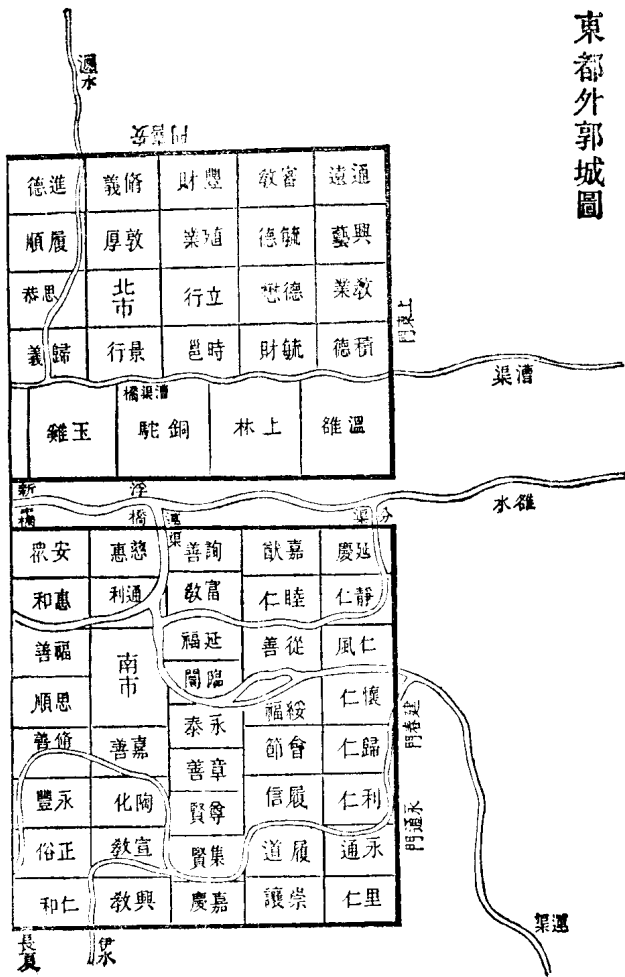 東都外郭城圖
瀍水
安喜門
通遠
審教
豐財
脩義
進德
興藝
毓德
殖業
敦厚
履順
教業
德懋
立行
北市
思恭
上東門
積德
毓財
時邕
景行
歸義
漕渠
漕渠橋
溫雒
上林
銅駝
玉雞
雒水
分渠
運渠
浮橋
新橋
延慶
嘉猷
詢善
慈惠
安眾
靜仁
睦仁
富教
通利
惠和
仁風
從善
延福
南市
福善
懷仁
綏福
臨闤
思順
建春門
歸仁
會節
永泰
嘉善
脩善
章善
利仁
履信
尊賢
陶化
永豐
永通門
永通
履道
集賢
宣教
正俗
里仁
崇讓
嘉慶
興教
仁和
運渠
伊水
長夏